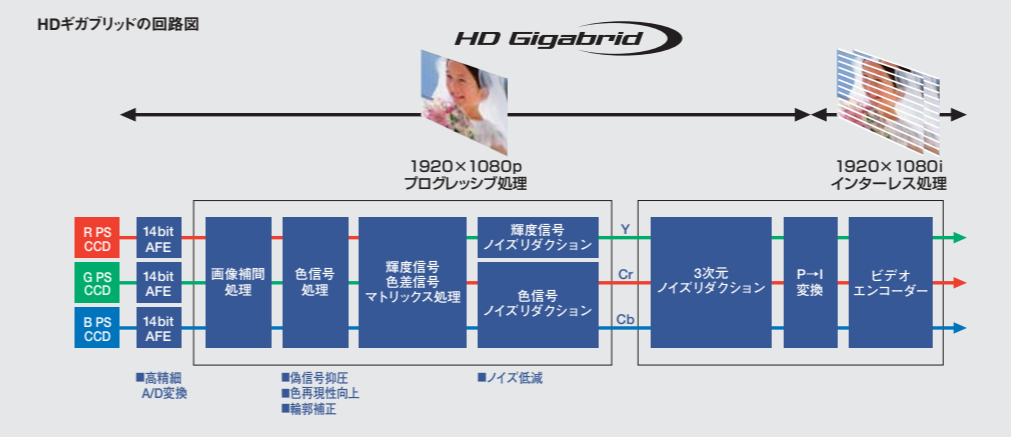 HDギガブリッドの回路図
HD Gigabrid
1920×1080p
プログレッシブ処理
1920×1080i
インターレス処理
R PS
CCD
14bit
AFE
G PS
CCD
14bit
AFE
B PS
CCD
14bit
AFE
画像補間
処理
色信号
処理
輝度信号
色差信号
マトリックス処理
輝度信号
ノイズリダクション
色信号
ノイズリダクション
Y
Cr
Cb
3次元
ノイズリダクション
P→I
変換
ビデオ
エンコーダー
■高精細
A/D変換
■偽信号抑圧
■色再現性向上
■輪郭補正
■ノイズ低減